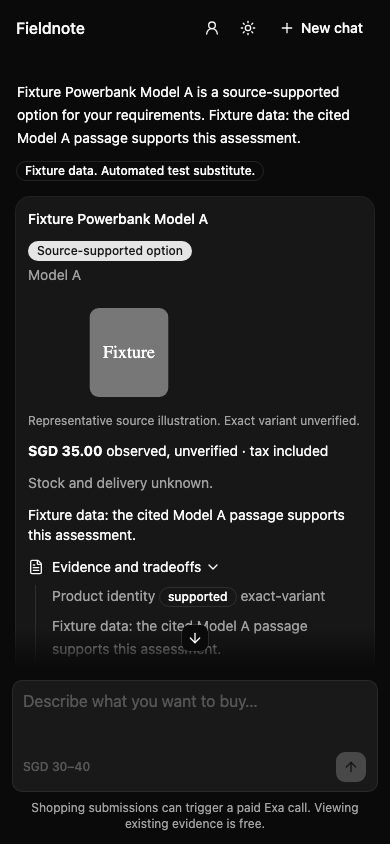 Fieldnote
New chat
Fixture Powerbank Model A is a source-supported
option for your requirements. Fixture data: the cited
Model A passage supports this assessment.
Fixture data. Automated test substitute.
Fixture Powerbank Model A
Source-supported option
Model A
Fixture
Representative source illustration. Exact variant unverified.
SGD 35.00 observed, unverified · tax included
Stock and delivery unknown.
Fixture data: the cited Model A passage supports
this assessment.
Evidence and tradeoffs
Product identity supported exact-variant
Fixture data: the cited Model A passage
supports this assessment.
Describe what you want to buy...
SGD 30–40
Shopping submissions can trigger a paid Exa call. Viewing
existing evidence is free.